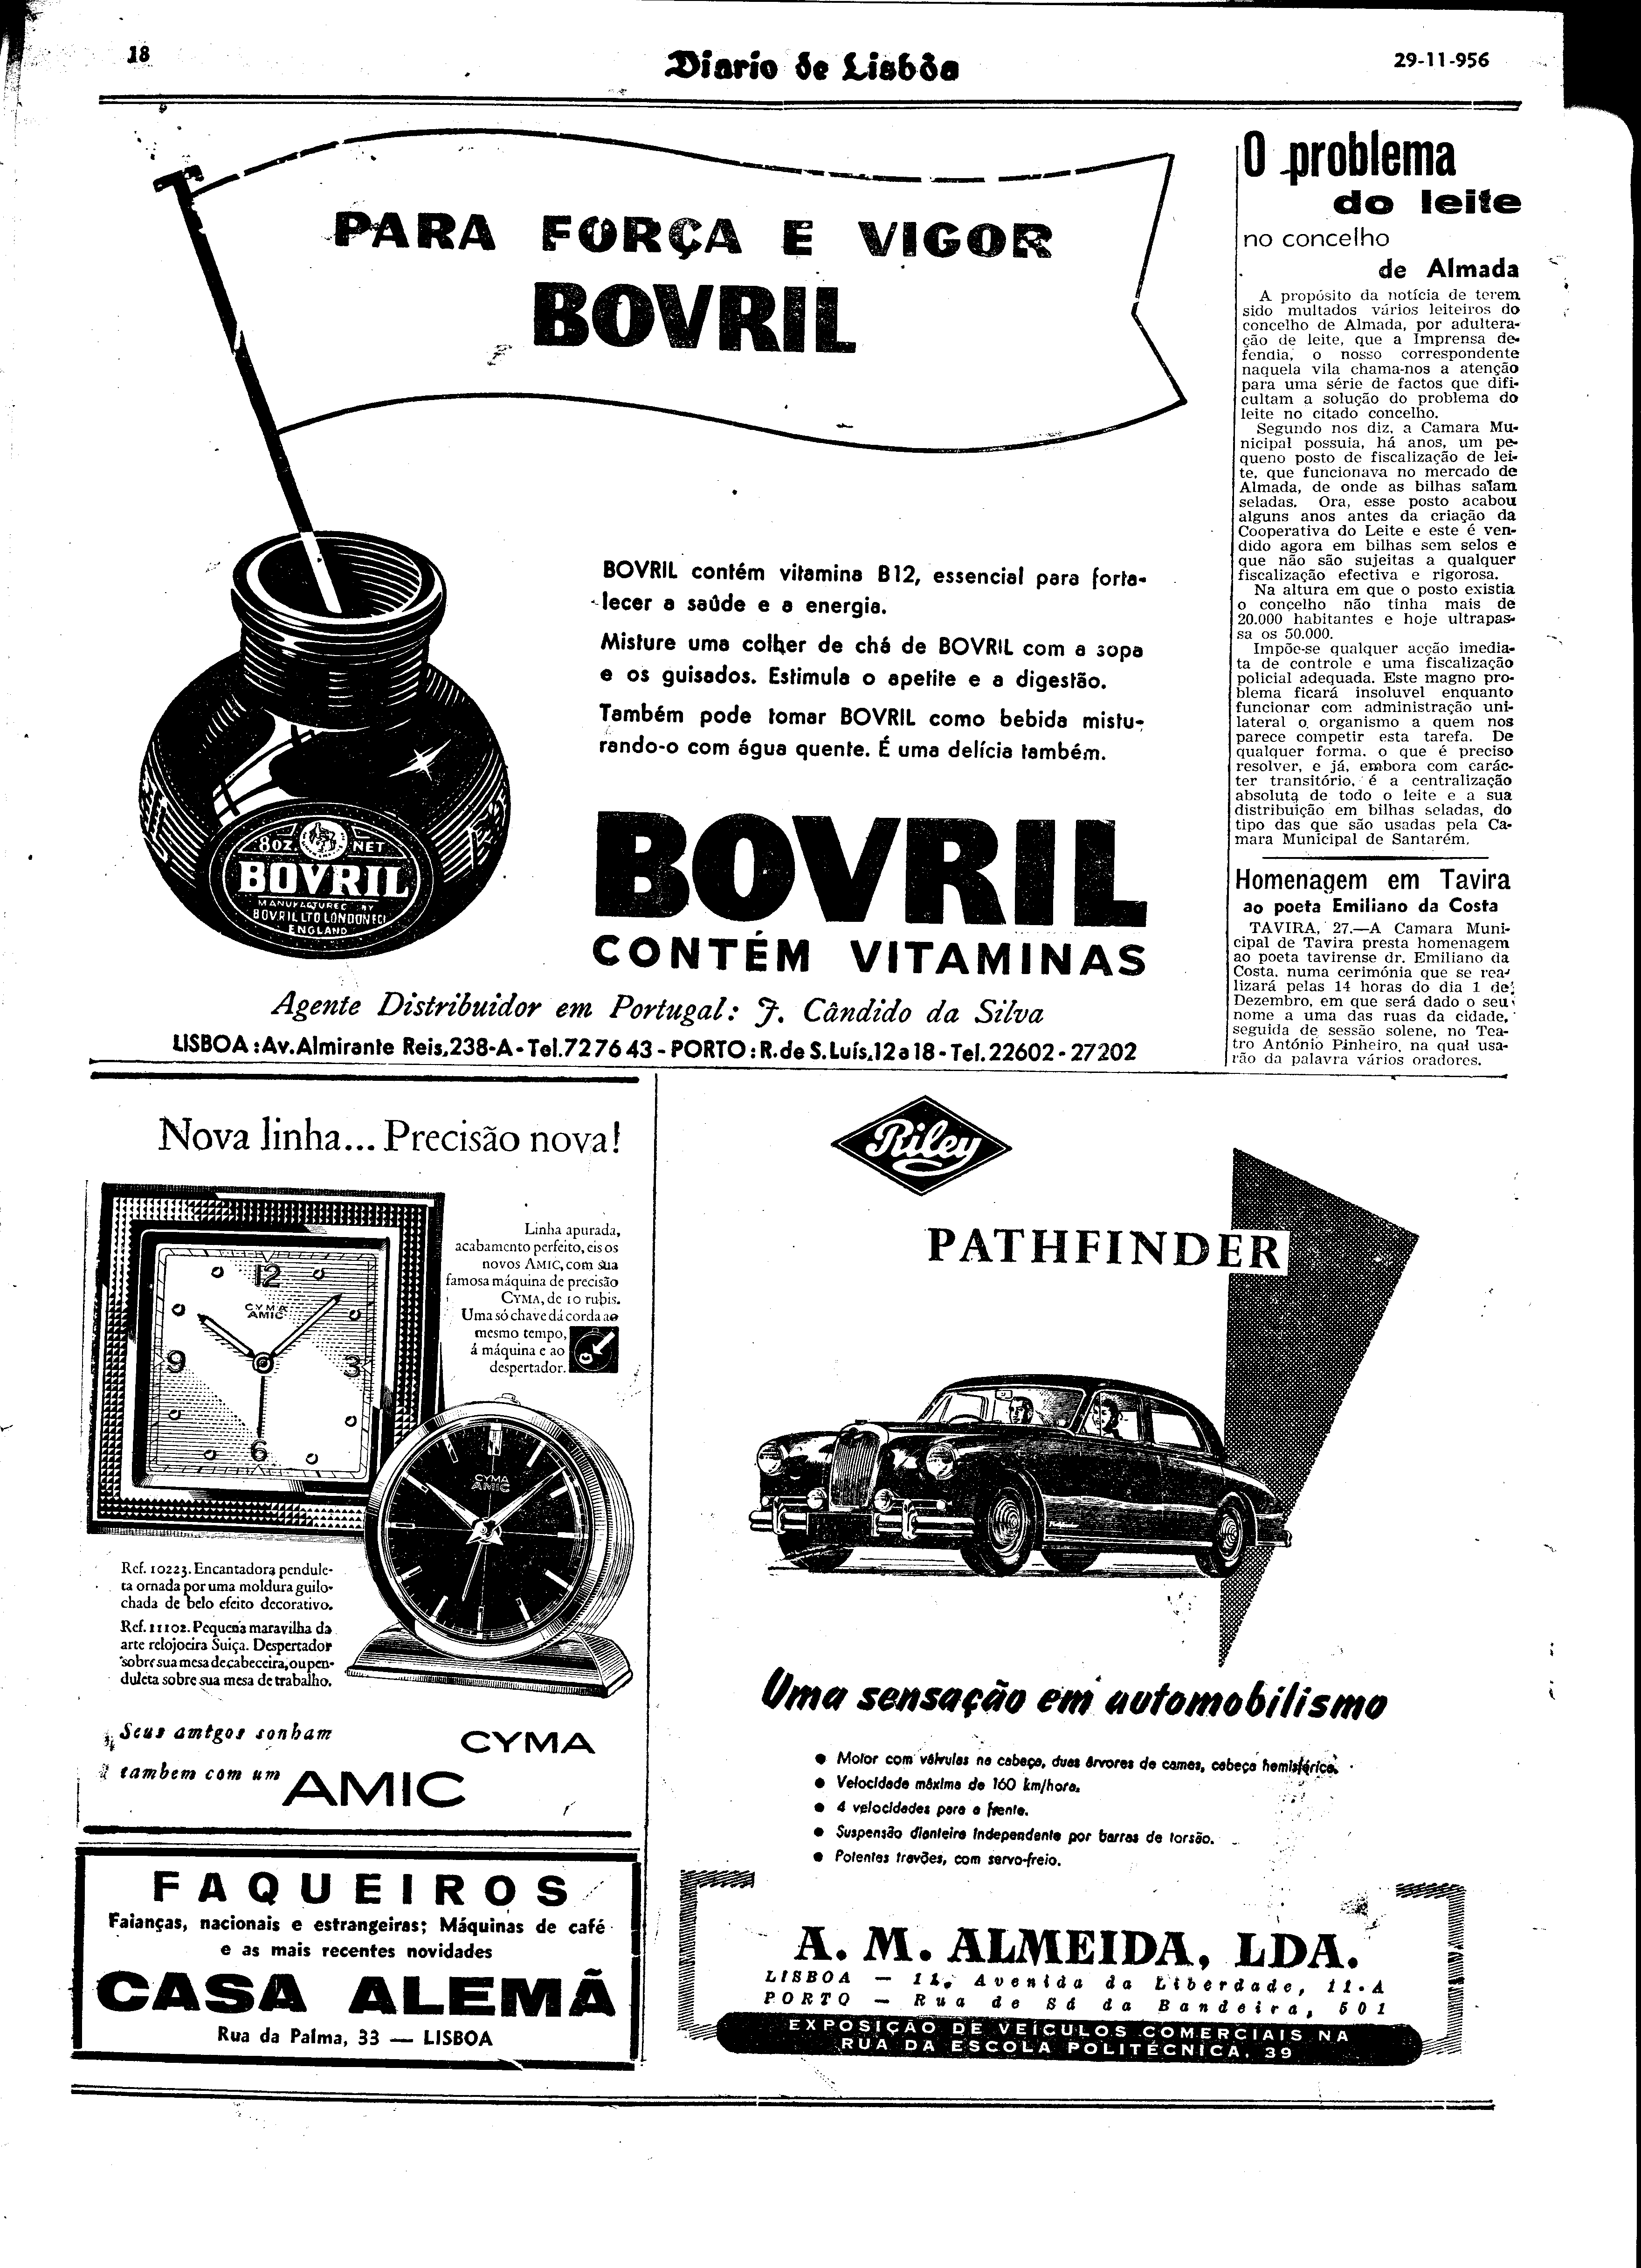 18
Diario de Lisbôa
29-11-956
PARA FORÇA E VIGOR
BOVRIL
BOVRIL contém vitamina B12, essencial para forta-
lecer a saúde e a energia.
Misture uma colher de chá de BOVRIL com a sopa
e os guisados. Estimula o apetite e a digestão.
Também pode tomar BOVRIL como bebida mistu-
rando-o com água quente. É uma delícia também.
8OZ NET
BOVRIL
MANUFACTURED BY
BOVRIL LTD LONDON EC1
ENGLAND
BOVRIL
CONTÉM VITAMINAS
Agente Distribuidor em Portugal: J. Cândido da Silva
LISBOA: Av. Almirante Reis, 238-A - Tel. 727643 - PORTO: R. de S. Luís, 12 a 18 - Tel. 22602 - 27202
O problema
do leite
no concelho
de Almada
A propósito da notícia de terem
sido multados vários leiteiros do
concelho de Almada, por adultera-
ção de leite, que a Imprensa de-
fendia, o nosso correspondente
naquela vila chama-nos a atenção
para uma série de factos que difi-
cultam a solução do problema do
leite no citado concelho.
Segundo nos diz, a Camara Mu-
nicipal possuia, há anos, um pe-
queno posto de fiscalização de lei-
te, que funcionava no mercado de
Almada, de onde as bilhas saíam
seladas. Ora, esse posto acabou
alguns anos antes da criação da
Cooperativa do Leite e este é ven-
dido agora em bilhas sem selos e
que não são sujeitas a qualquer
fiscalização efectiva e rigorosa.
Na altura em que o posto existia
o concelho não tinha mais de
20.000 habitantes e hoje ultrapas-
sa os 50.000.
Impõe-se qualquer acção imedia-
ta de controle e uma fiscalização
policial adequada. Este magno pro-
blema ficará insoluvel enquanto
funcionar com administração uni-
lateral o organismo a quem nos
parece competir esta tarefa. De
qualquer forma, o que é preciso
resolver, e já, embora com carác-
ter transitório, é a centralização
absoluta de todo o leite e a sua
distribuição em bilhas seladas, do
tipo das que são usadas pela Ca-
mara Municipal de Santarém.
Homenagem em Tavira
ao poeta Emiliano da Costa
TAVIRA, 27.—A Camara Muni-
cipal de Tavira presta homenagem
ao poeta tavirense dr. Emiliano da
Costa, numa cerimónia que se rea-
lizará pelas 14 horas do dia 1 de
Dezembro, em que será dado o seu
nome a uma das ruas da cidade,
seguida de sessão solene, no Tea-
tro António Pinheiro, na qual usa-
rão da palavra vários oradores.
Nova linha... Precisão nova!
Linha apurada,
acabamento perfeito, eis os
novos AMIC, com sua
famosa máquina de precisão
CYMA, de 10 rubis.
Uma só chave dá corda ao
mesmo tempo,
á máquina e ao
despertador.
12
CYMA
AMIC
9
3
6
CYMA
AMIC
Ref. 10223. Encantadora pendule-
ta ornada por uma moldura guilo-
chada de belo efeito decorativo.
Ref. 11102. Pequena maravilha da
arte relojoeira Suiça. Despertador
sobre sua mesa de cabeceira, ou pen-
duleta sobre sua mesa de trabalho.
Seus amigos sonham
tambem com um
CYMA
AMIC
FAQUEIROS
Faianças, nacionais e estrangeiras; Máquinas de café
e as mais recentes novidades
CASA ALEMÃ
Rua da Palma, 33 — LISBOA
Riley
PATHFINDER
Uma sensação em automobilismo
● Motor com válvulas na cabeça, duas árvores de cames, cabeça hemisférica.
● Velocidade máxima de 160 km/hora.
● 4 velocidades para a frente.
● Suspensão dianteira independente por barras de torsão.
● Potentes travões, com servo-freio.
A. M. ALMEIDA, LDA.
LISBOA — 11, Avenida da Liberdade, 11-A
PORTO — Rua de Sá da Bandeira, 601
EXPOSIÇÃO DE VEÍCULOS COMERCIAIS NA
RUA DA ESCOLA POLITÉCNICA, 39